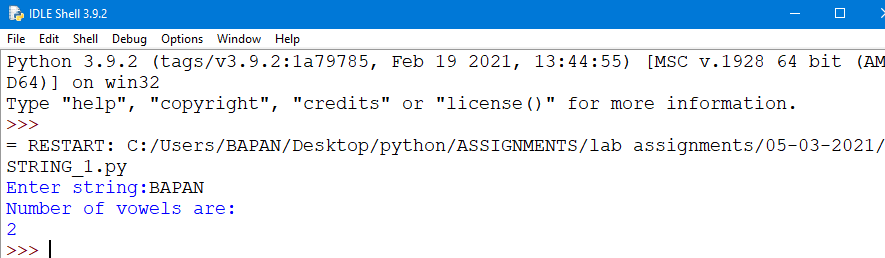 IDLE Shell 3.9.2
File Edit Shell Debug Options Window Help
Python 3.9.2 (tags/v3.9.2:1a79785, Feb 19 2021, 13:44:55) [MSC v.1928 64 bit (AM
D64)] on win32
Type "help", "copyright", "credits" or "license()" for more information.
>>>
= RESTART: C:/Users/BAPAN/Desktop/python/ASSIGNMENTS/lab assignments/05-03-2021/
STRING_1.py
Enter string:BAPAN
Number of vowels are:
2
>>>